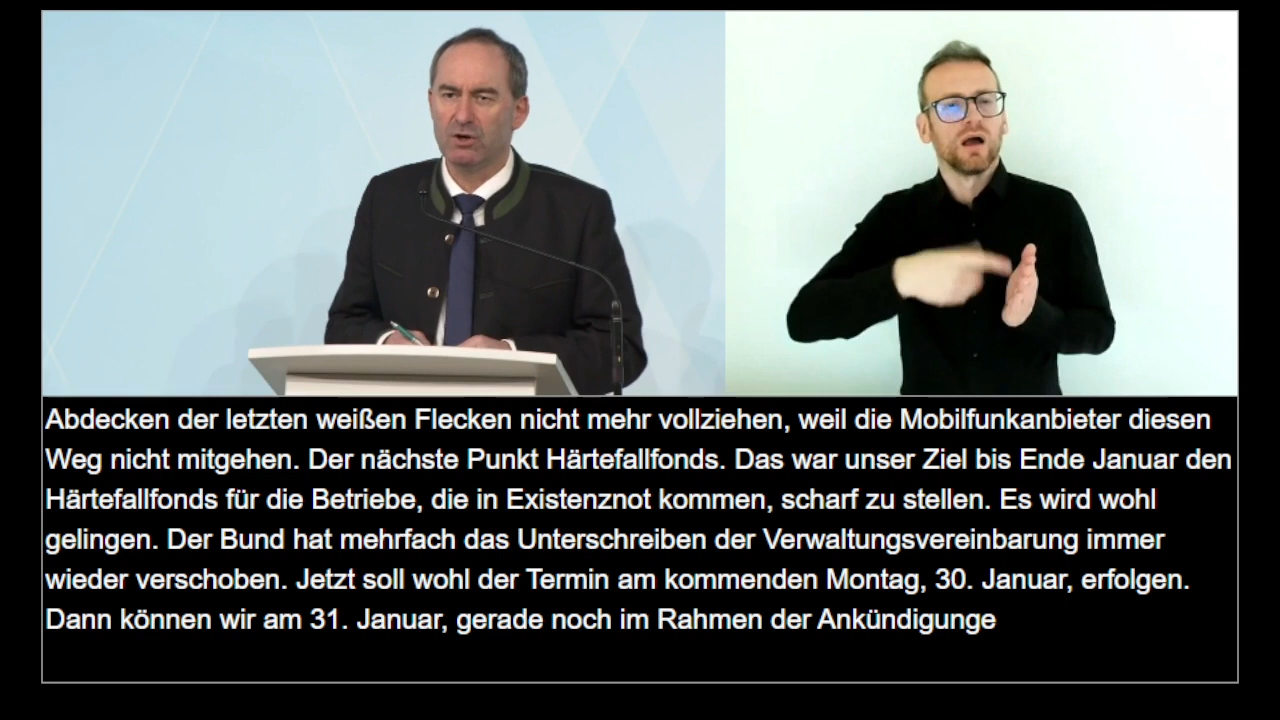 Abdecken der letzten weißen Flecken nicht mehr vollziehen, weil die Mobilfunkanbieter diesen
Weg nicht mitgehen. Der nächste Punkt Härtefallfonds. Das war unser Ziel bis Ende Januar den
Härtefallfonds für die Betriebe, die in Existenznot kommen, scharf zu stellen. Es wird wohl
gelingen. Der Bund hat mehrfach das Unterschreiben der Verwaltungsvereinbarung immer
wieder verschoben. Jetzt soll wohl der Termin am kommenden Montag, 30. Januar, erfolgen.
Dann können wir am 31. Januar, gerade noch im Rahmen der Ankündigunge